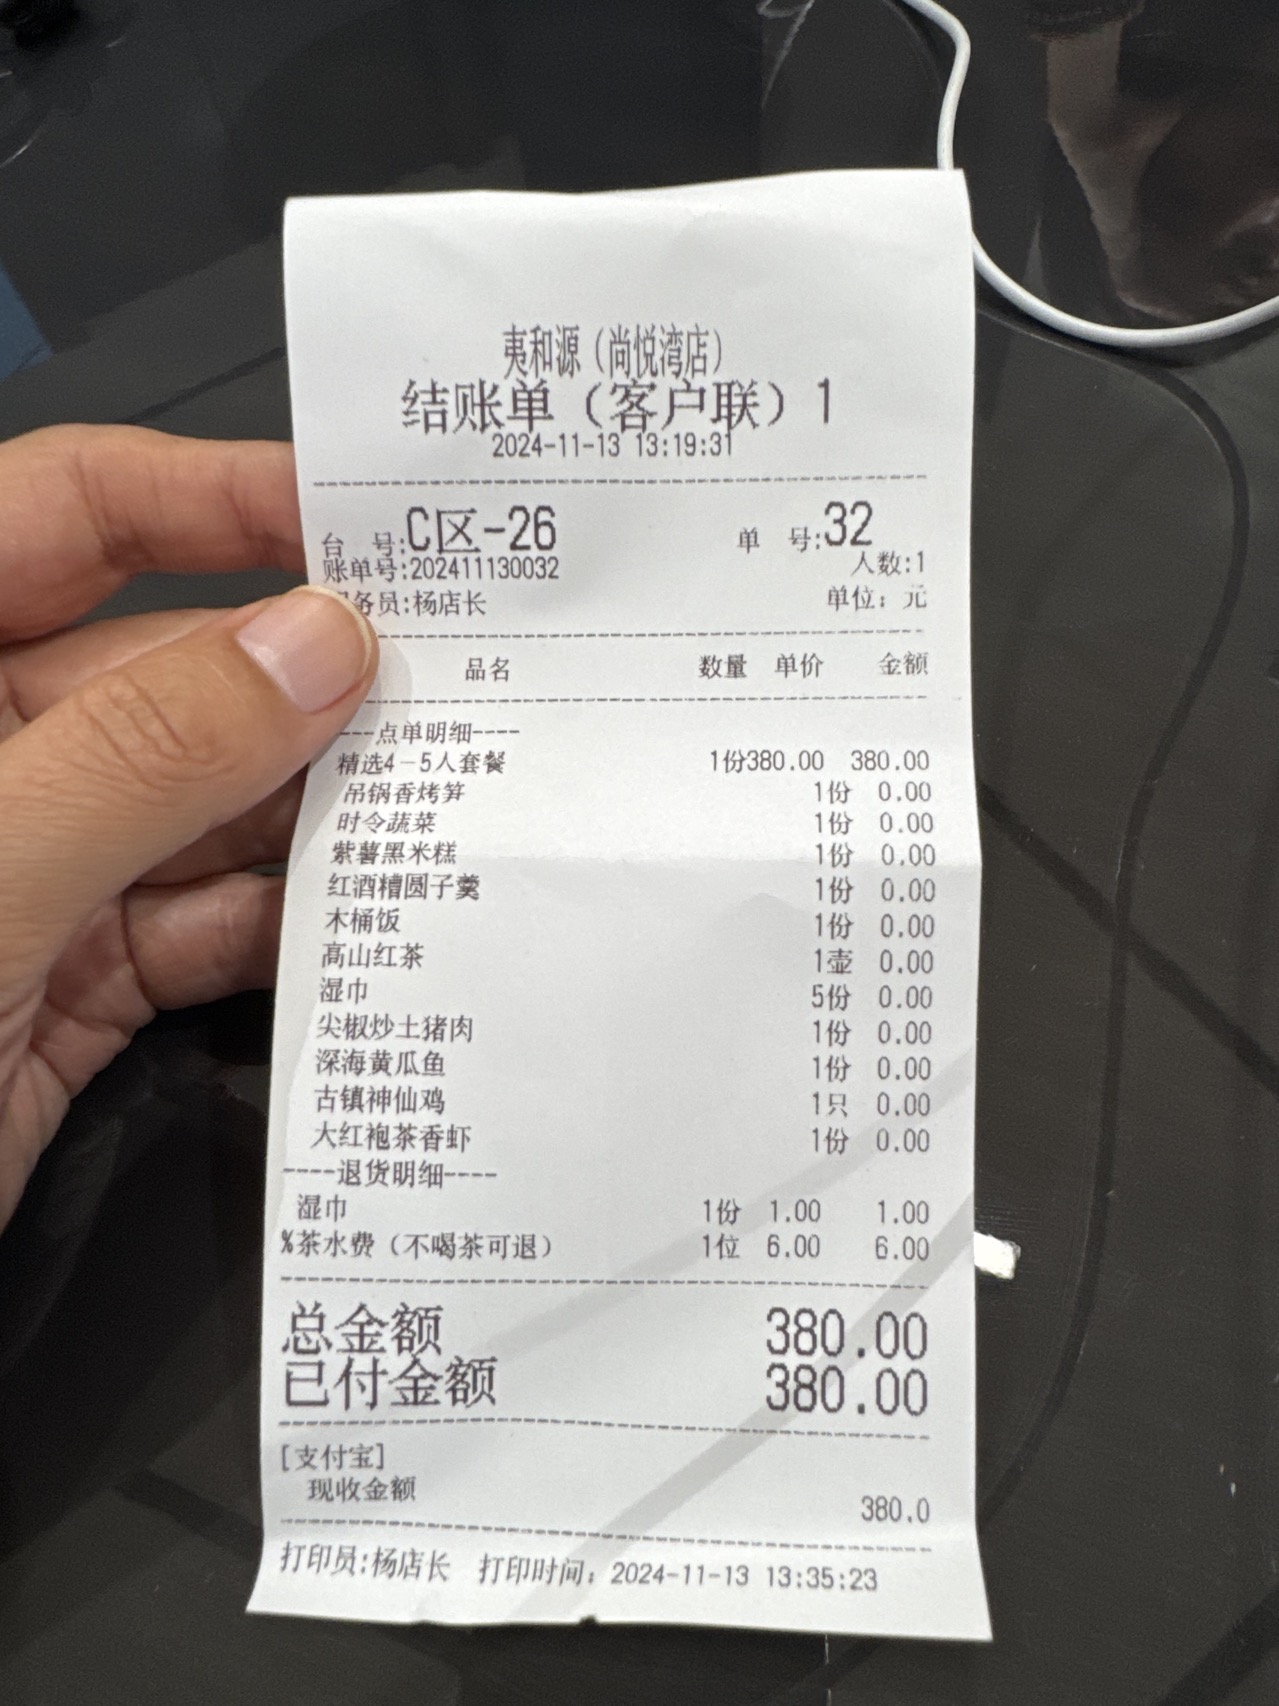 夷和源（尚悦湾店）
结账单（客户联）1
2024-11-13 13:19:31
台 号:C区-26 单 号:32
账单号:202411130032 人数:1
务员:杨店长 单位：元
品名 数量 单价 金额
---点单明细----
精选4-5人套餐 1份380.00 380.00
吊锅香烤笋 1份 0.00
时令蔬菜 1份 0.00
紫薯黑米糕 1份 0.00
红酒糟圆子羹 1份 0.00
木桶饭 1份 0.00
高山红茶 1壶 0.00
湿巾 5份 0.00
尖椒炒土猪肉 1份 0.00
深海黄瓜鱼 1份 0.00
古镇神仙鸡 1只 0.00
大红袍茶香虾 1份 0.00
----退货明细----
湿巾 1份 1.00 1.00
%茶水费（不喝茶可退） 1位 6.00 6.00
总金额 380.00
已付金额 380.00
[支付宝]
现收金额 380.0
打印员:杨店长 打印时间：2024-11-13 13:35:23